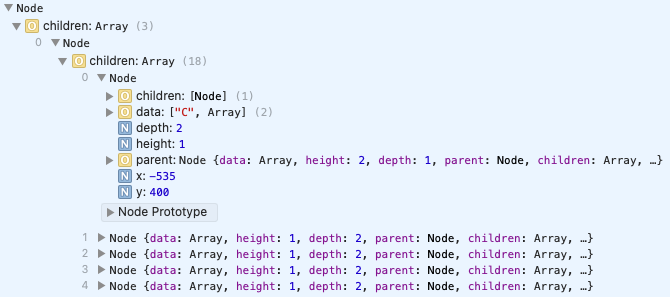 Node
children: Array (3)
0 Node
children: Array (18)
0 Node
O children: [Node] (1)
O data: ["C", Array] (2)
N depth: 2
N height: 1
O parent: Node {data: Array, height: 2, depth: 1, parent: Node, children: Array, …}
N x: -535
N y: 400
Node Prototype
1 Node {data: Array, height: 1, depth: 2, parent: Node, children: Array, …}
2 Node {data: Array, height: 1, depth: 2, parent: Node, children: Array, …}
3 Node {data: Array, height: 1, depth: 2, parent: Node, children: Array, …}
4 Node {data: Array, height: 1, depth: 2, parent: Node, children: Array, …}